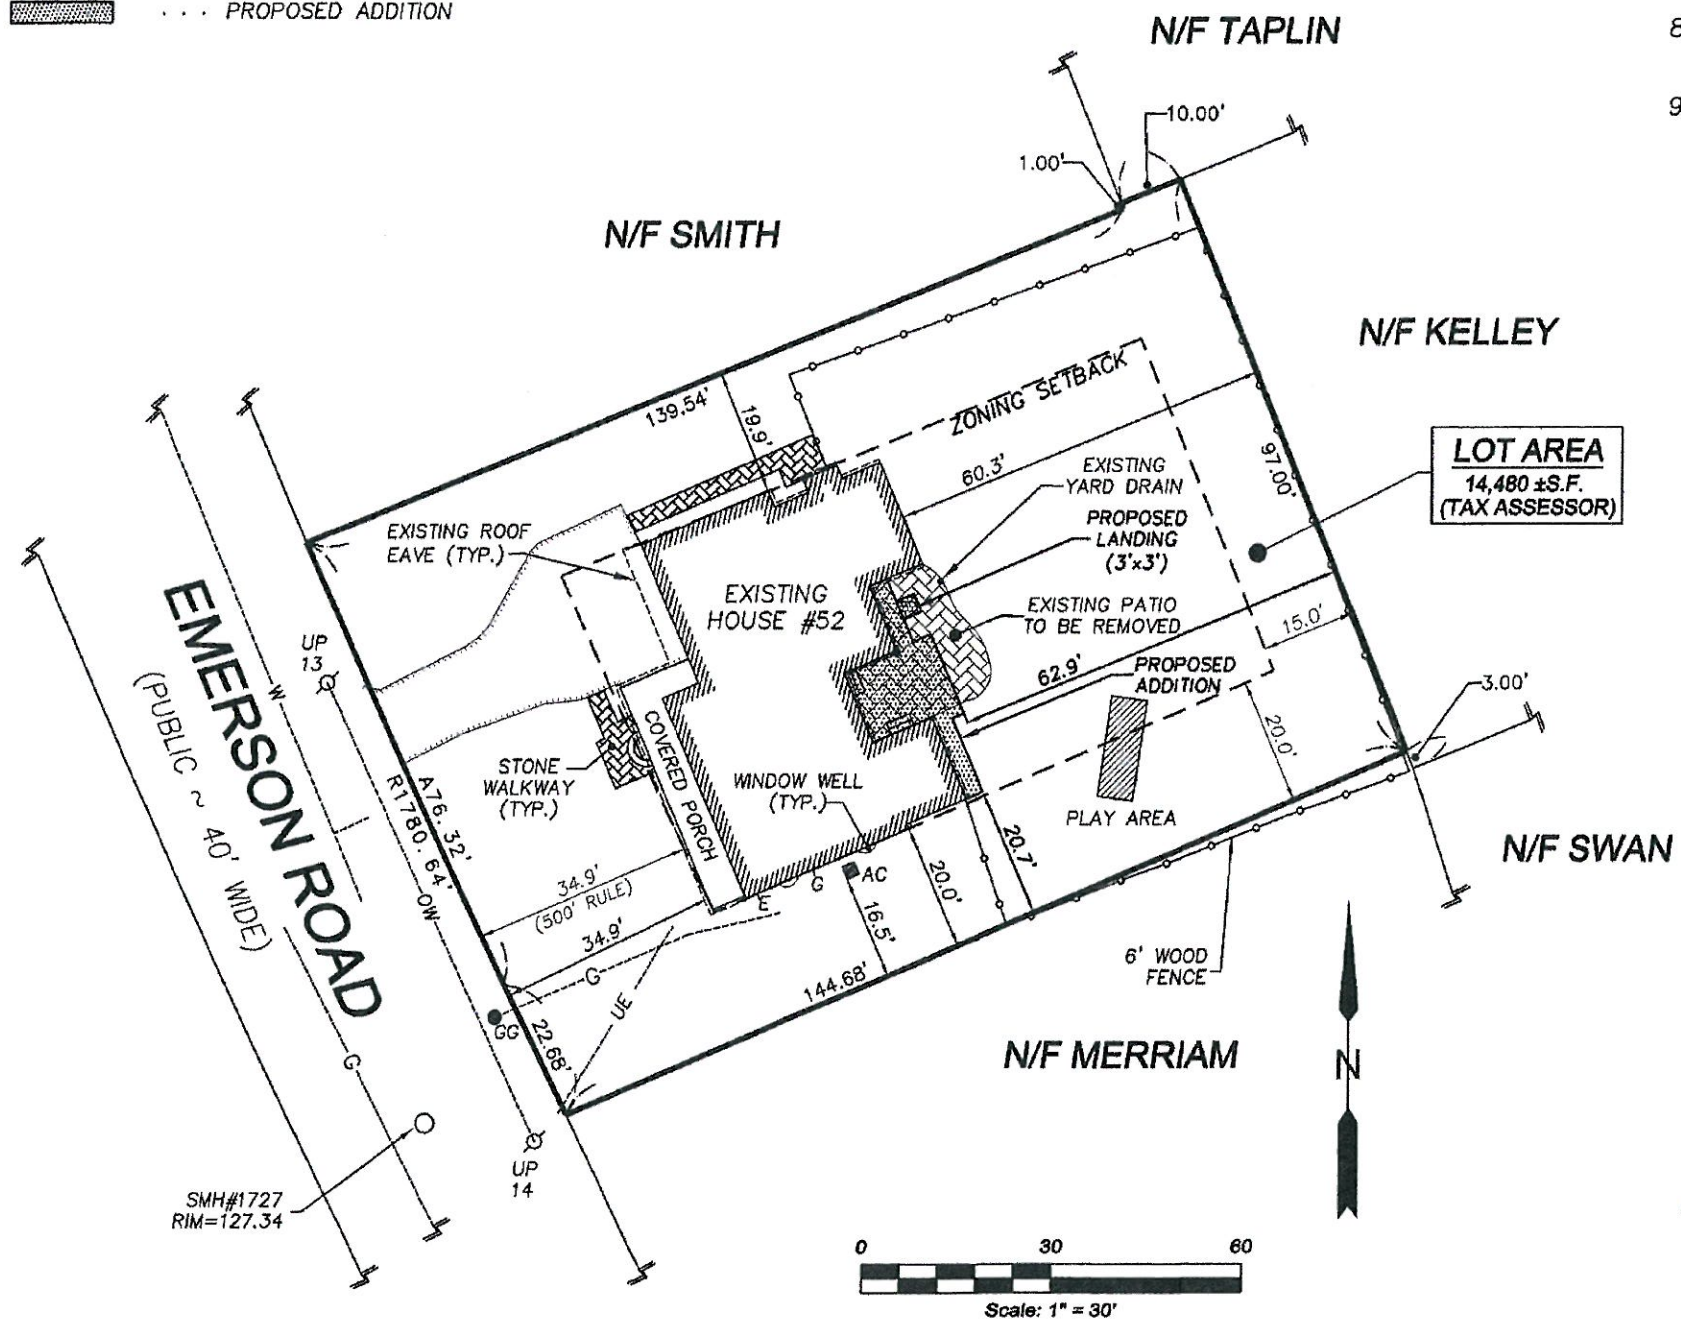 ... PROPOSED ADDITION
N/F TAPLIN
8
9
10.00'
1.00'
N/F SMITH
N/F KELLEY
139.54'
19.9'
ZONING SETBACK
60.3'
97.00'
LOT AREA
14,480 ±S.F.
(TAX ASSESSOR)
EXISTING
YARD DRAIN
PROPOSED
LANDING
(3'x3')
EXISTING ROOF
EAVE (TYP.)
EXISTING
HOUSE #52
EXISTING PATIO
TO BE REMOVED
15.0'
62.9'
PROPOSED
ADDITION
3.00'
20.0'
UP
13
W
EMERSON ROAD
(PUBLIC ~ 40' WIDE)
STONE
WALKWAY
(TYP.)
COVERED PORCH
WINDOW WELL
(TYP.)
PLAY AREA
A76.32'
R1780.64'
OW
34.9'
(500' RULE)
34.9'
E
G
AC
16.5'
20.0'
20.7'
N/F SWAN
6' WOOD
FENCE
G
UE
144.68'
GG
22.68'
G
N/F MERRIAM
N
UP
14
SMH#1727
RIM=127.34
0 30 60
Scale: 1" = 30'